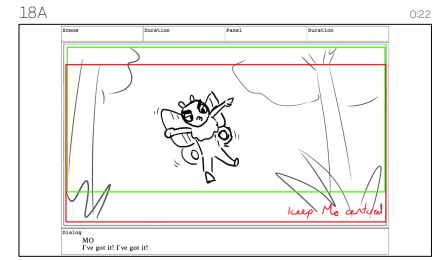 18A
0:22
Scene Duration Panel Duration
keep Mo centered
Dialog
MO
I've got it! I've got it!